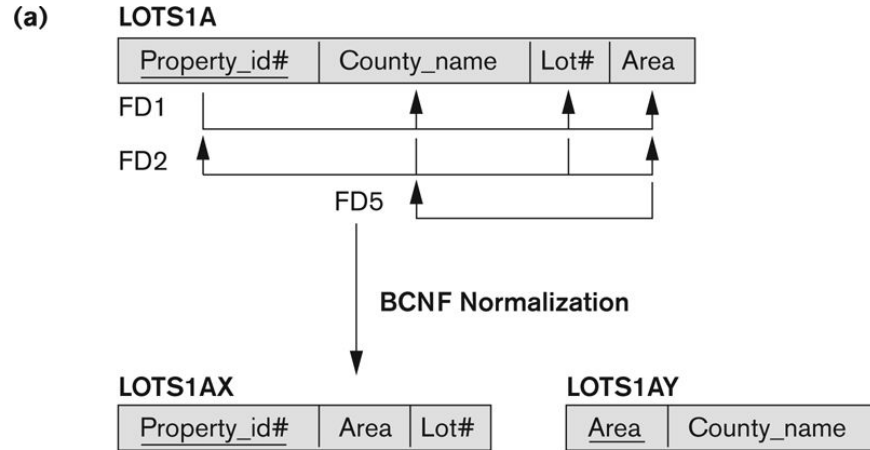 (a) LOTS1A
Property_id# County_name Lot# Area
FD1
FD2
FD5
BCNF Normalization
LOTS1AX LOTS1AY
Property_id# Area Lot# Area County_name